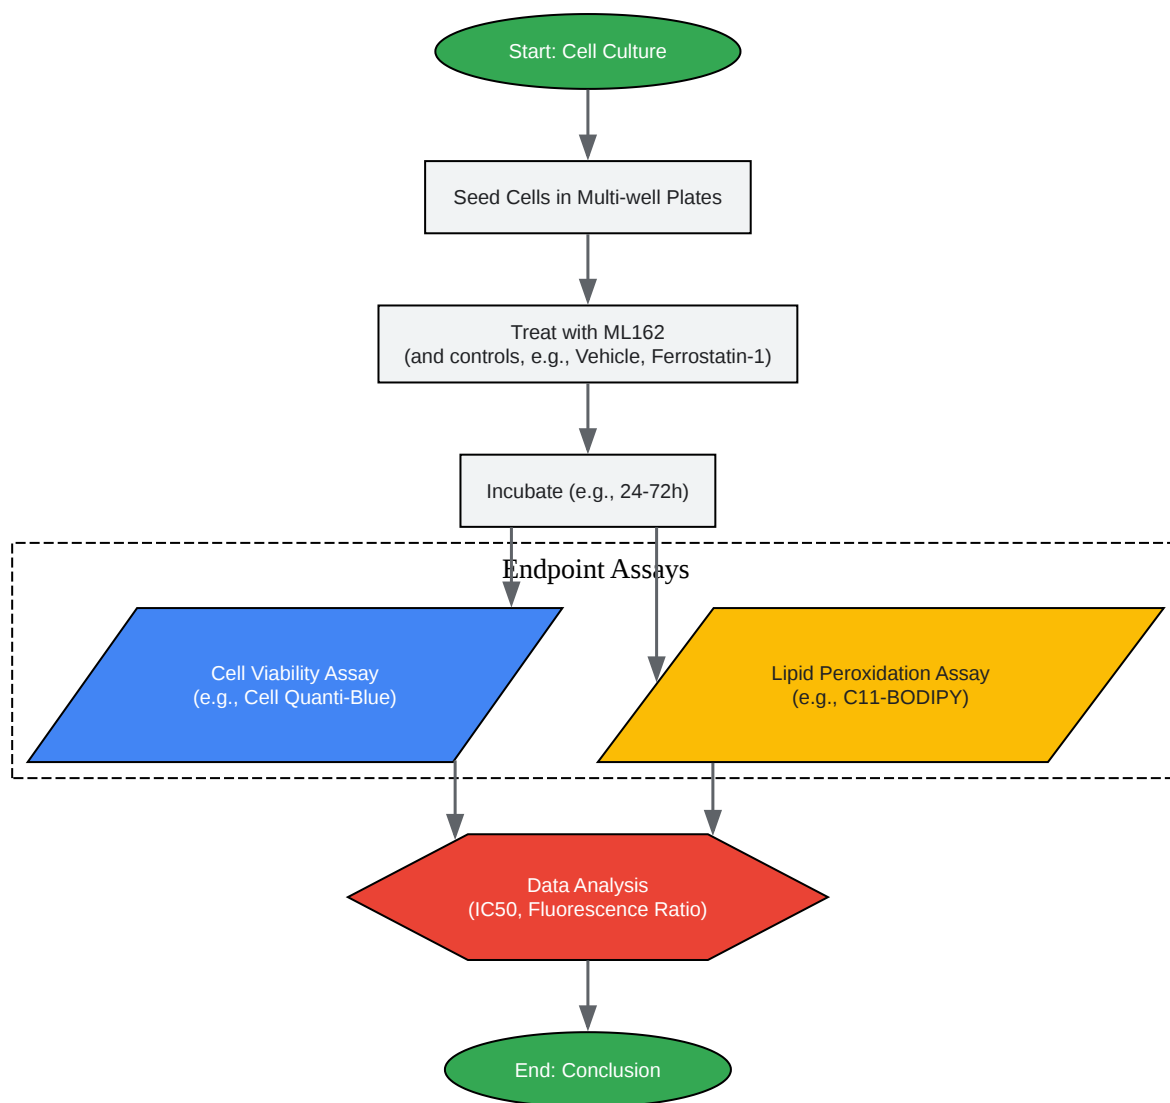 Start: Cell Culture
Seed Cells in Multi-well Plates
Treat with ML162
(and controls, e.g., Vehicle, Ferrostatin-1)
Incubate (e.g., 24-72h)
Endpoint Assays
Cell Viability Assay
(e.g., Cell Quanti-Blue)
Lipid Peroxidation Assay
(e.g., C11-BODIPY)
Data Analysis
(IC50, Fluorescence Ratio)
End: Conclusion